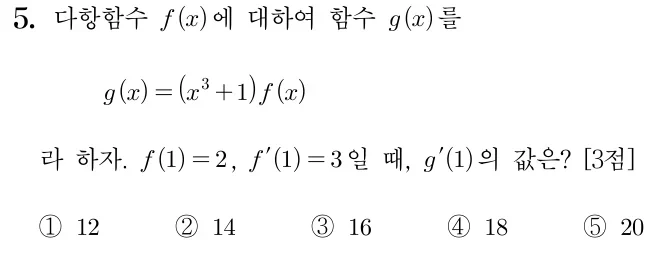 5. 다항함수 f(x)에 대하여 함수 g(x)를
g(x)=(x³+1)f(x)
라 하자. f(1)=2, f′(1)=3일 때, g′(1)의 값은? [3점]
① 12 ② 14 ③ 16 ④ 18 ⑤ 20